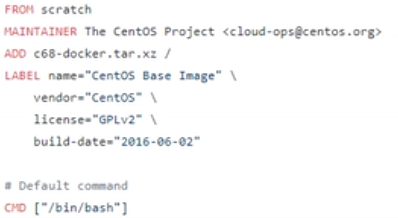 FROM scratch
MAINTAINER The CentOS Project <cloud-ops@centos.org>
ADD c68-docker.tar.xz /
LABEL name="CentOS Base Image" \
    vendor="CentOS" \
    license="GPLv2" \
    build-date="2016-06-02"

# Default command
CMD ["/bin/bash"]